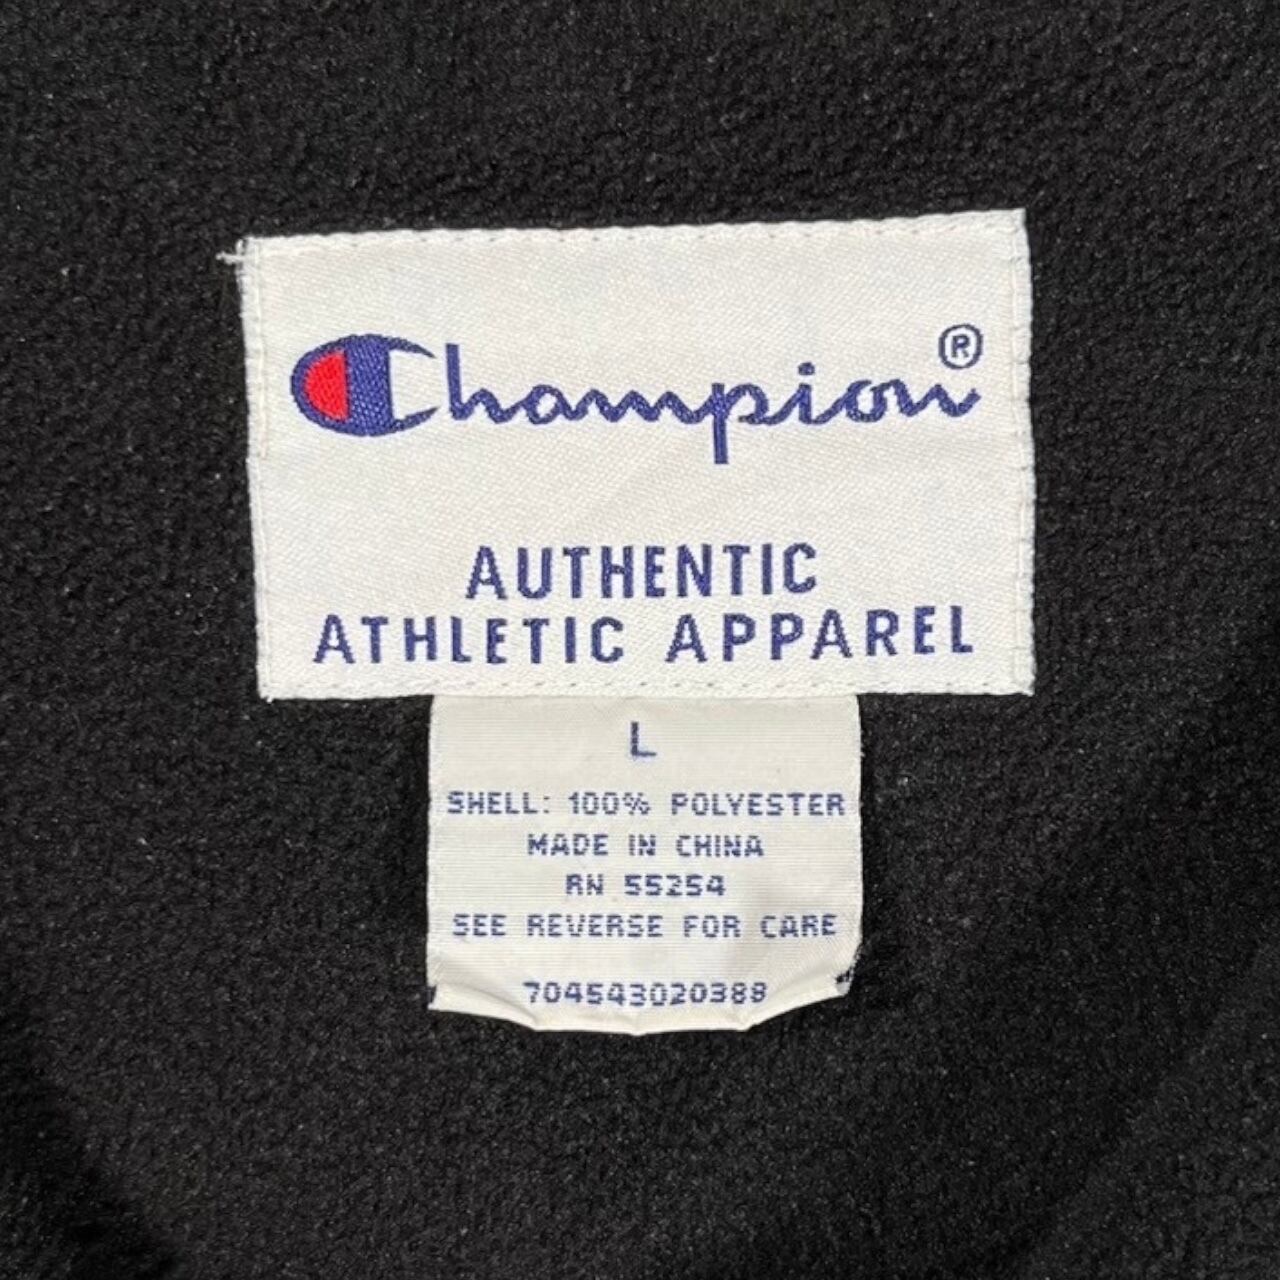 Champion®
AUTHENTIC
ATHLETIC APPAREL
L
SHELL: 100% POLYESTER
MADE IN CHINA
RN 55254
SEE REVERSE FOR CARE
704543020388